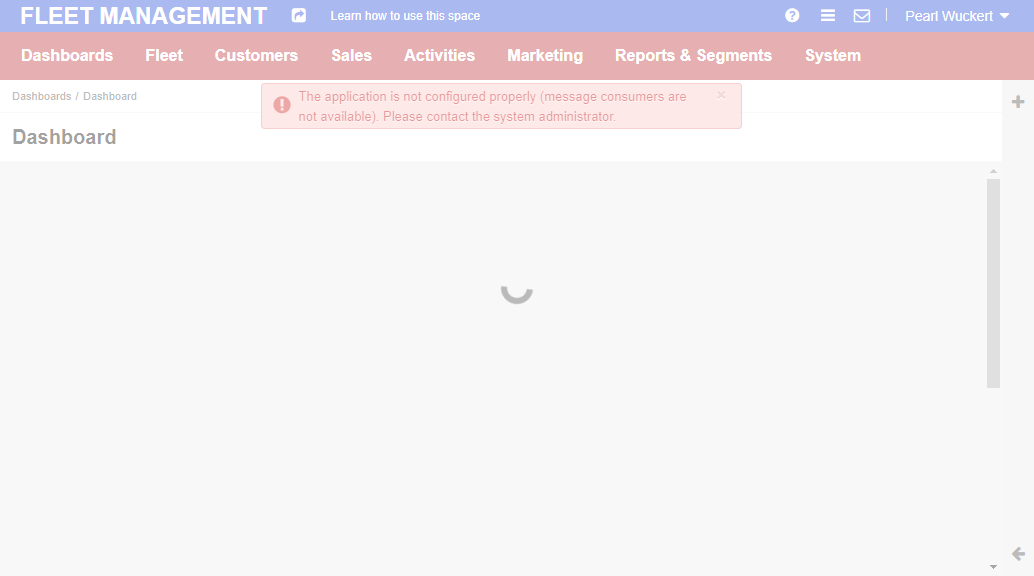 FLEET MANAGEMENT
Learn how to use this space
Pearl Wuckert
Dashboards
Fleet
Customers
Sales
Activities
Marketing
Reports & Segments
System
Dashboards / Dashboard
The application is not configured properly (message consumers are
not available). Please contact the system administrator.
×
Dashboard